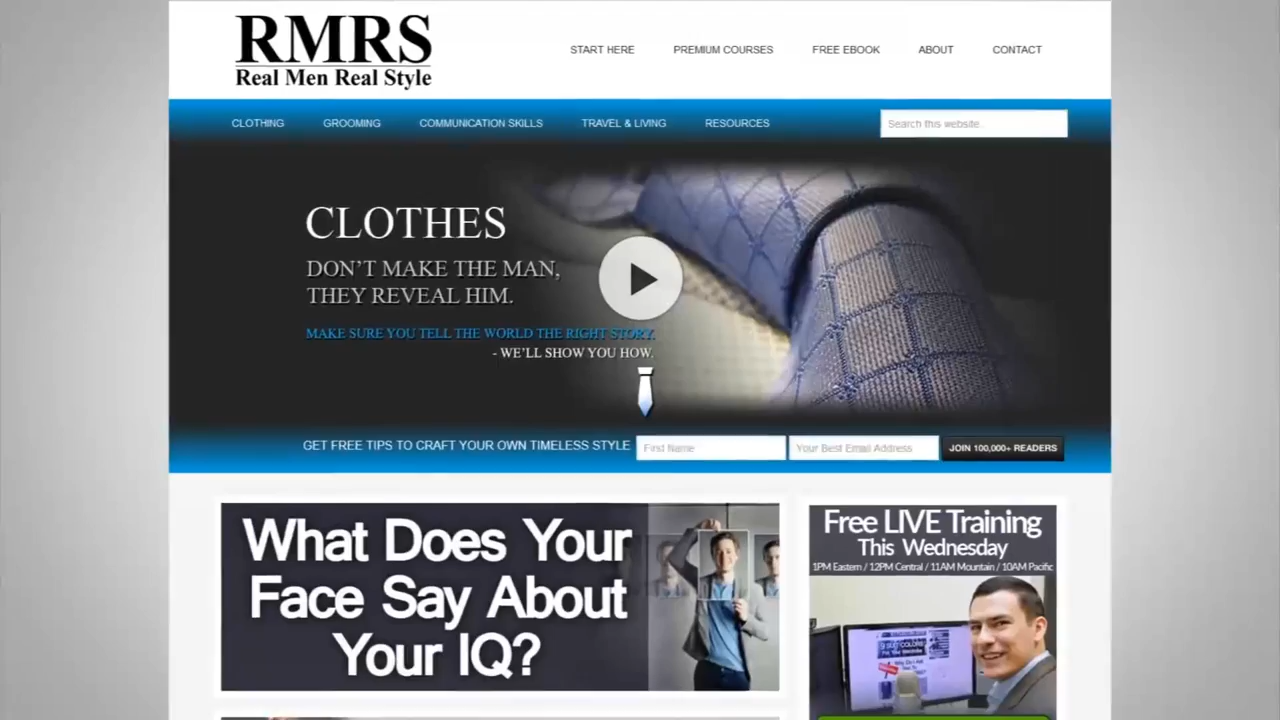 RMRS
Real Men Real Style
START HERE
PREMIUM COURSES
FREE EBOOK
ABOUT
CONTACT
CLOTHING
GROOMING
COMMUNICATION SKILLS
TRAVEL & LIVING
RESOURCES
Search this website
CLOTHES
DON'T MAKE THE MAN,
THEY REVEAL HIM.
MAKE SURE YOU TELL THE WORLD THE RIGHT STORY.
- WE'LL SHOW YOU HOW.
GET FREE TIPS TO CRAFT YOUR OWN TIMELESS STYLE
First Name
Your Best Email Address
JOIN 100,000+ READERS
What Does Your
Face Say About
Your IQ?
Free LIVE Training
This Wednesday
1PM Eastern / 12PM Central / 11AM Mountain / 10AM Pacific